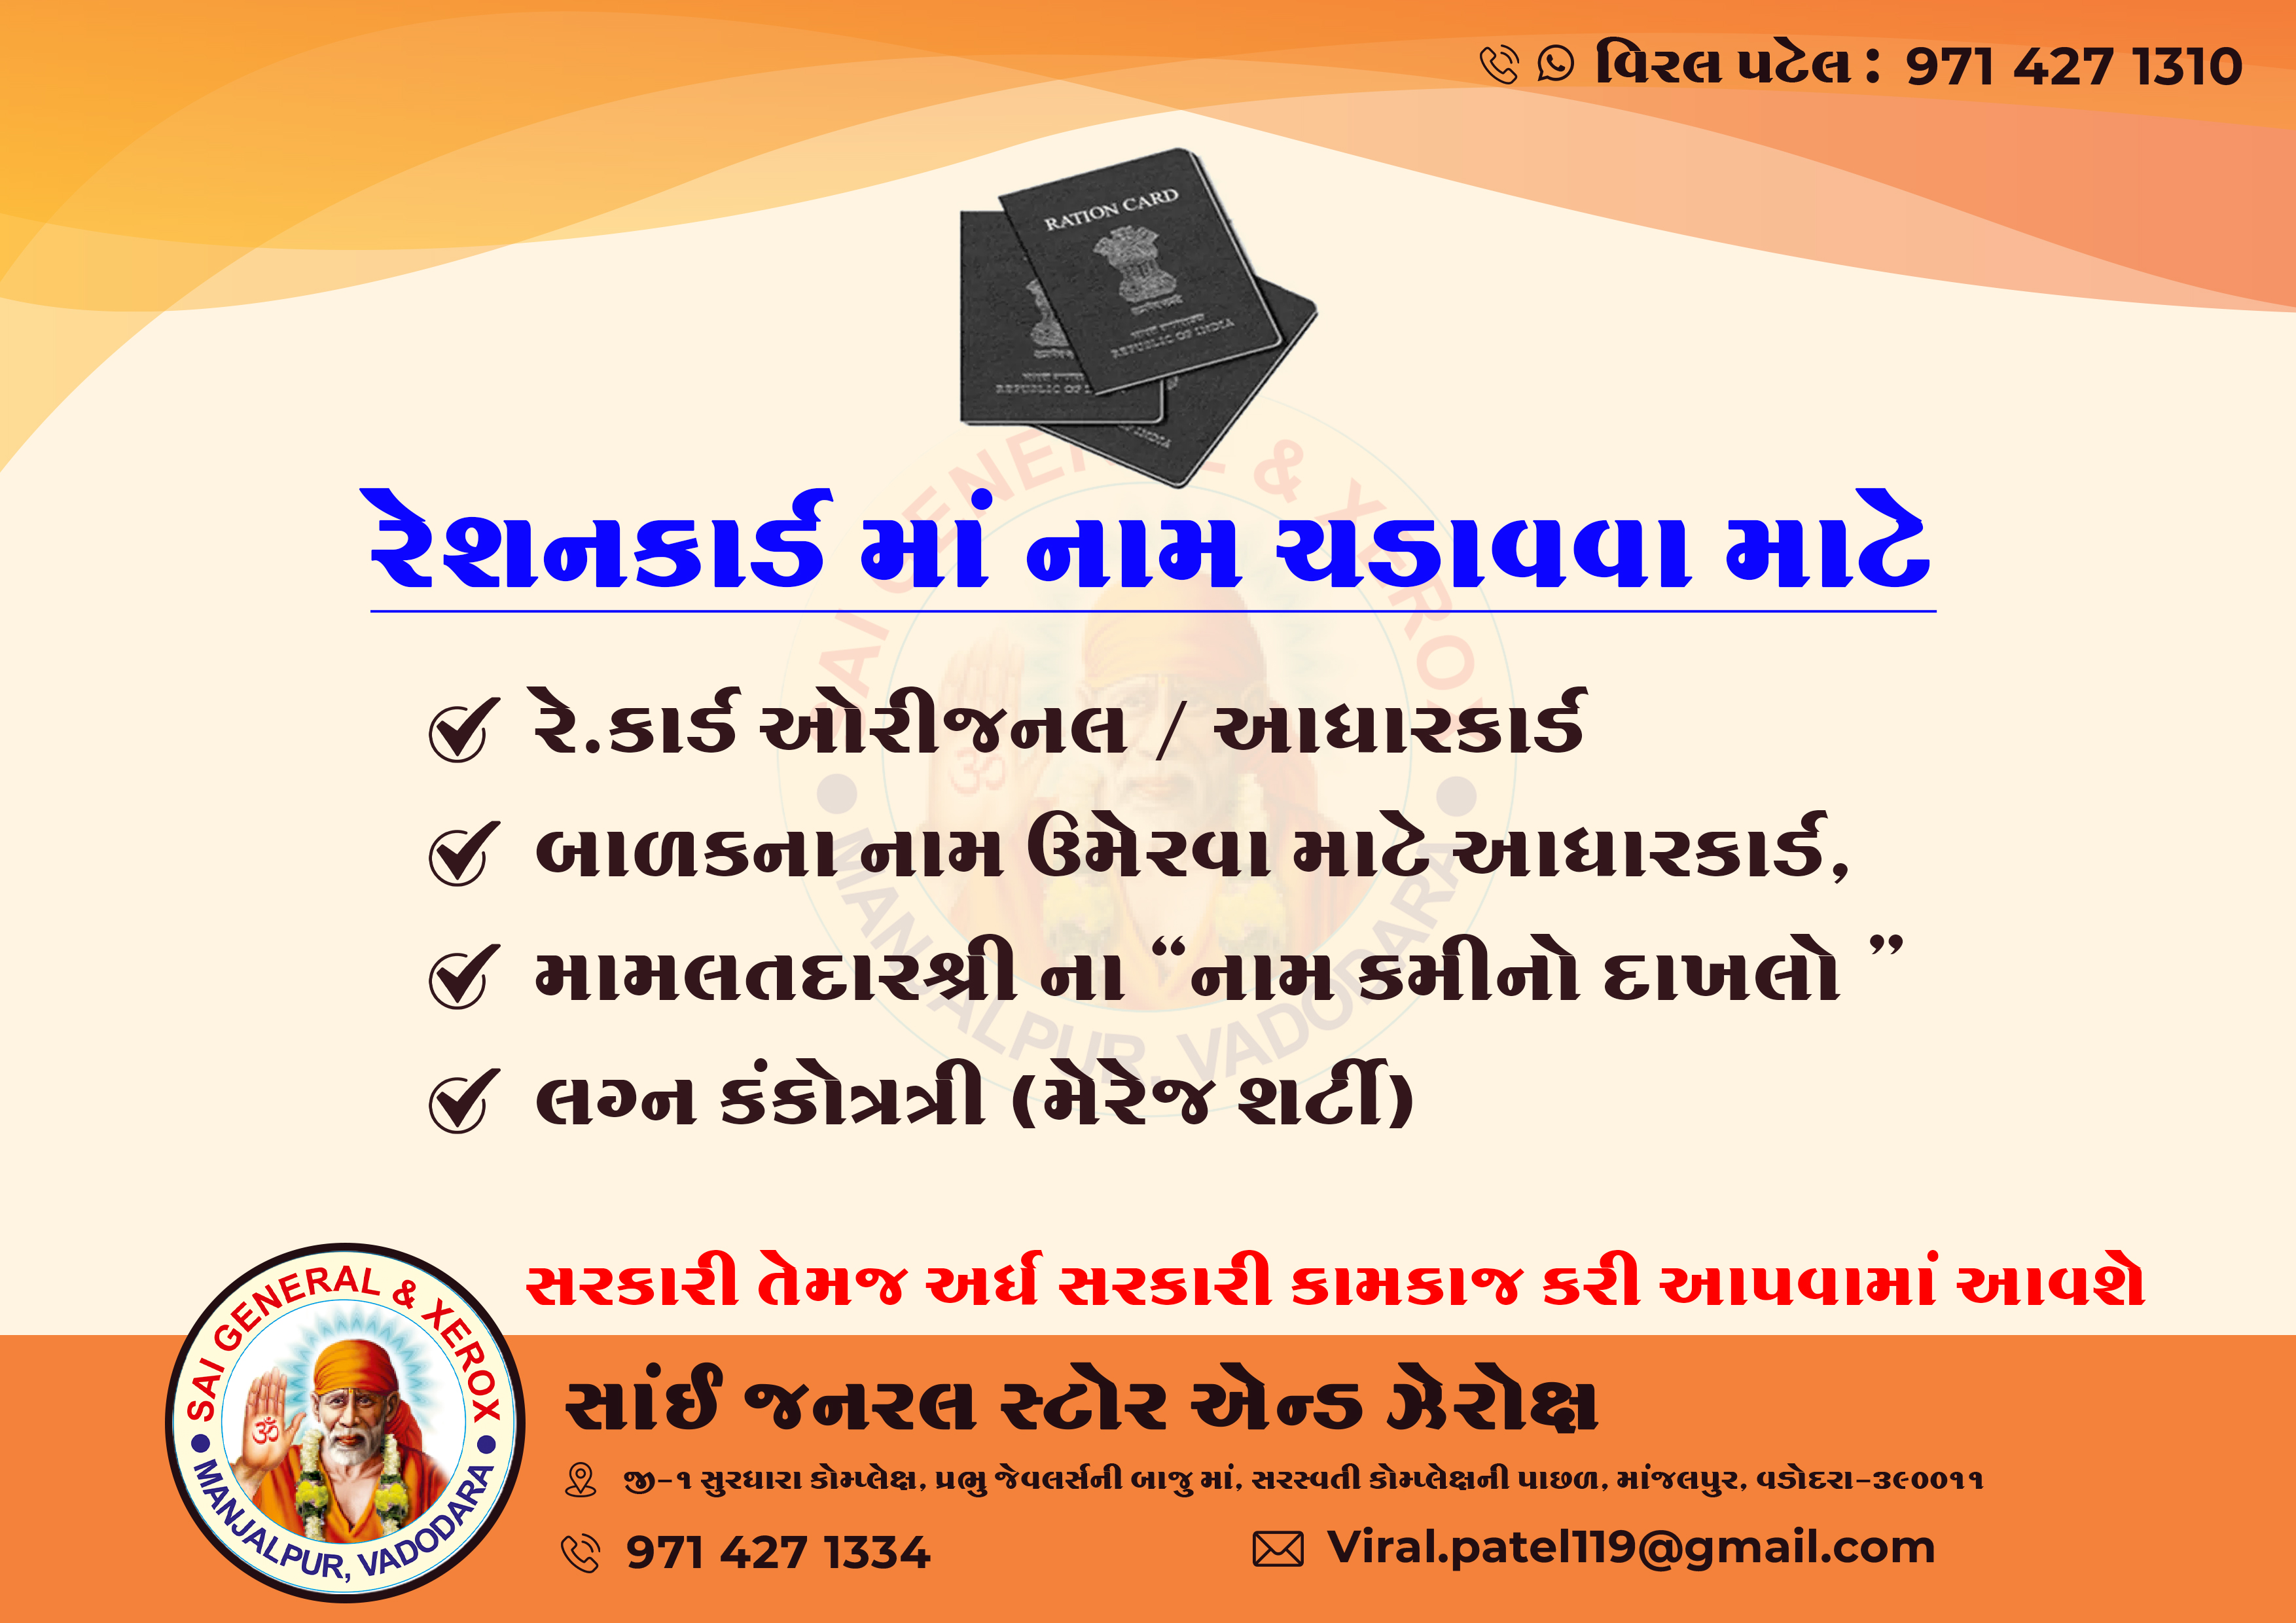 વિરલ પટેલ : 971 427 1310
RATION CARD
REPUBLIC OF INDIA
રેશનકાર્ડ માં નામ ચડાવવા માટે
રે.કાર્ડ ઓરીજનલ / આધારકાર્ડ
બાળકના નામ ઉમેરવા માટે આધારકાર્ડ,
મામલતદારશ્રી ના “નામ કમીનો દાખલો ”
લગ્ન કંકોત્રત્રી (મેરેજ શર્ટી)
સરકારી તેમજ અર્ધ સરકારી કામકાજ કરી આપવામાં આવશે
SAI GENERAL & XEROX
MANJALPUR, VADODARA
સાંઈ જનરલ સ્ટોર એન્ડ ઝેરોક્ષ
જી-૧ સુરધારા કોમ્પ્લેક્ષ, પ્રભુ જેવલર્સની બાજુ માં, સરસ્વતી કોમ્પ્લેક્ષની પાછળ, માંજલપુર, વડોદરા-૩૯૦૦૧૧
971 427 1334
Viral.patel119@gmail.com